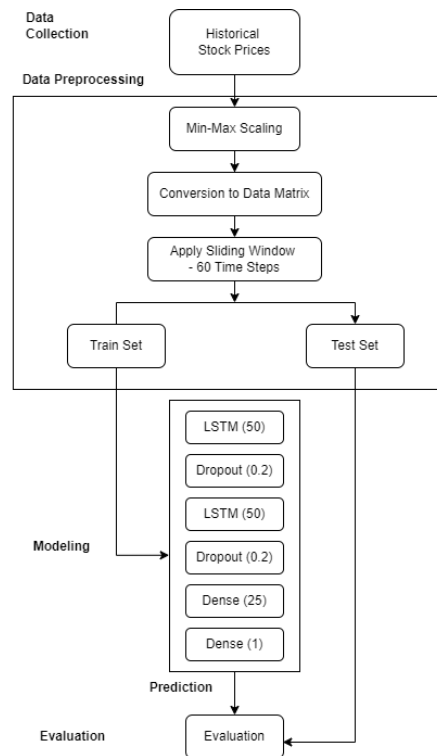 Data
Collection
Historical
Stock Prices
Data Preprocessing
Min-Max Scaling
Conversion to Data Matrix
Apply Sliding Window
- 60 Time Steps
Train Set
Test Set
LSTM (50)
Dropout (0.2)
LSTM (50)
Modeling
Dropout (0.2)
Dense (25)
Dense (1)
Prediction
Evaluation
Evaluation